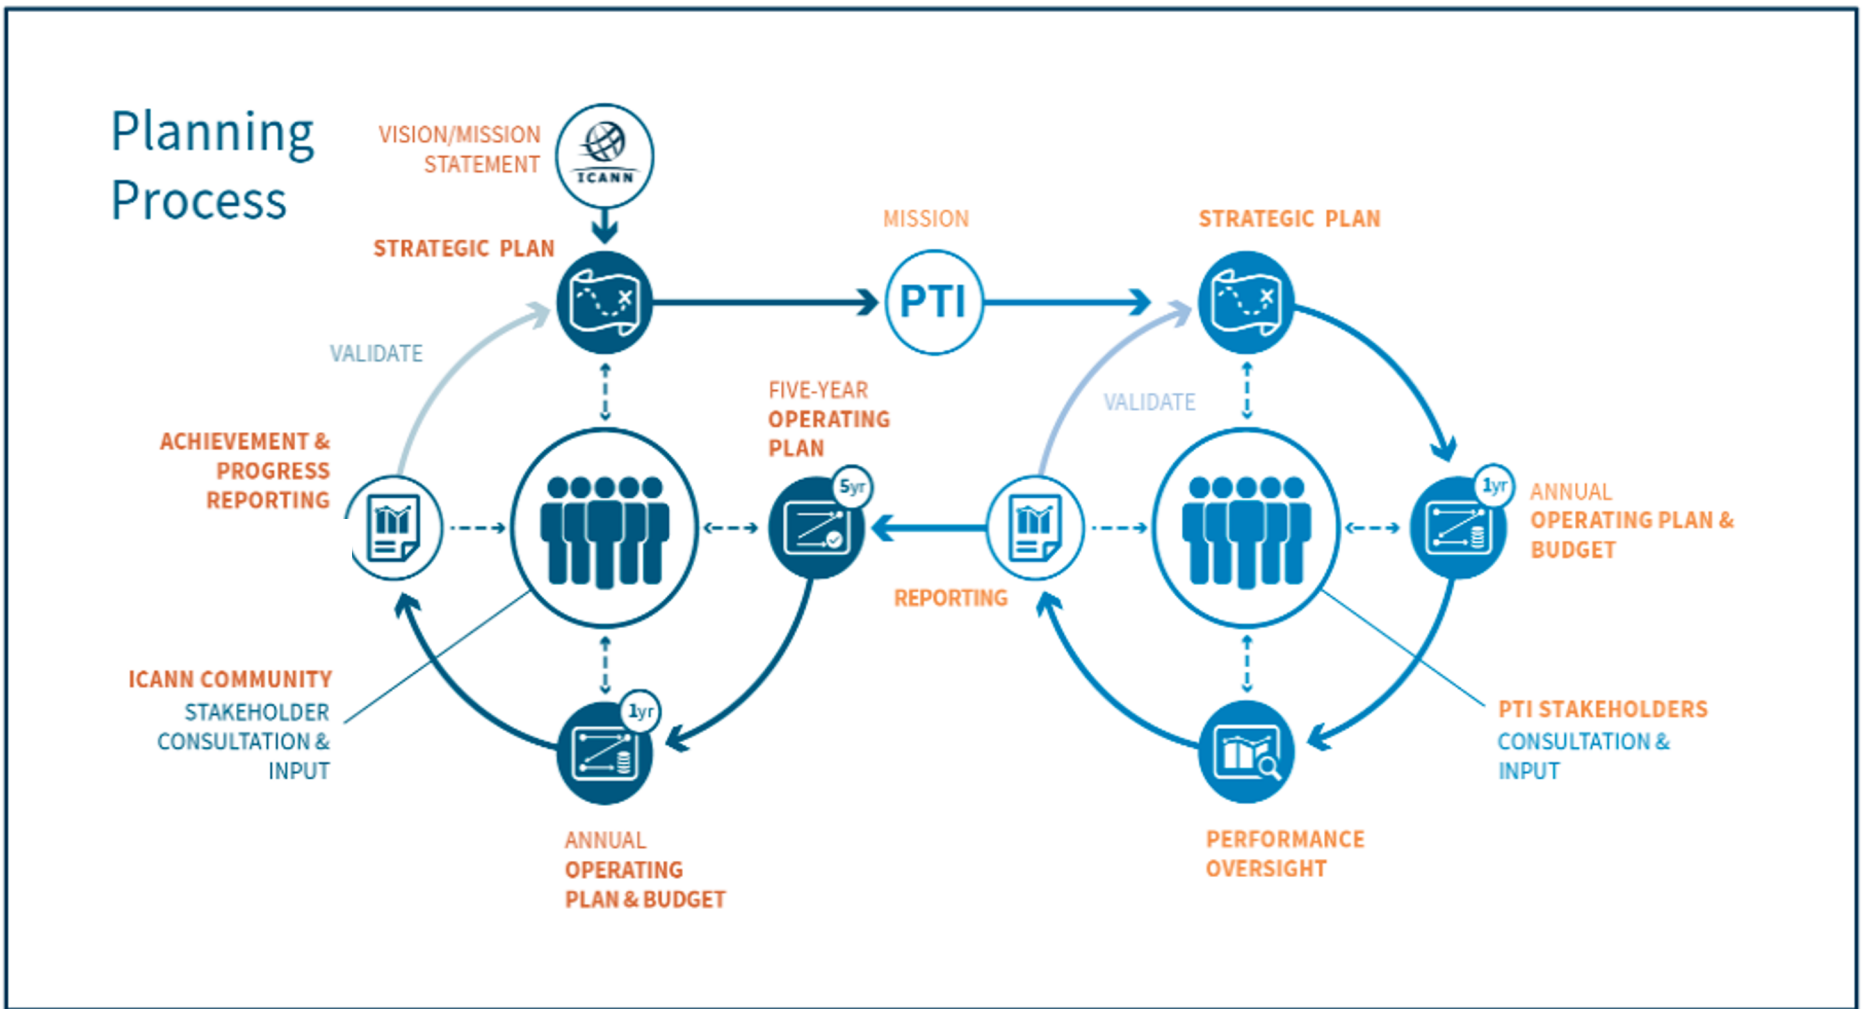 Planning
Process
VISION/MISSION
STATEMENT
ICANN
STRATEGIC PLAN
MISSION
PTI
STRATEGIC PLAN
VALIDATE
FIVE-YEAR
OPERATING
PLAN
5yr
VALIDATE
ACHIEVEMENT &
PROGRESS
REPORTING
1yr
ANNUAL
OPERATING PLAN &
BUDGET
REPORTING
ICANN COMMUNITY
STAKEHOLDER
CONSULTATION &
INPUT
1yr
PTI STAKEHOLDERS
CONSULTATION &
INPUT
ANNUAL
OPERATING
PLAN & BUDGET
PERFORMANCE
OVERSIGHT